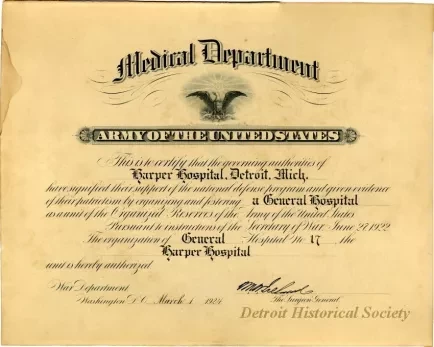 Medical Department
ARMY OF THE UNITED STATES
This is to certify that the governing authorities of
Harper Hospital, Detroit, Mich.
have signified their support of the national defense program and given evidence
of their patriotism by organizing and fostering a General Hospital
as a unit of the Organized Reserves of the Army of the United States
Pursuant to instructions of the Secretary of War June 27 1922
The organization of General Hospital No 17 the
Harper Hospital
unit is hereby authorized
War Department
Washington D C March 1 1924
The Surgeon General
Detroit Historical Society